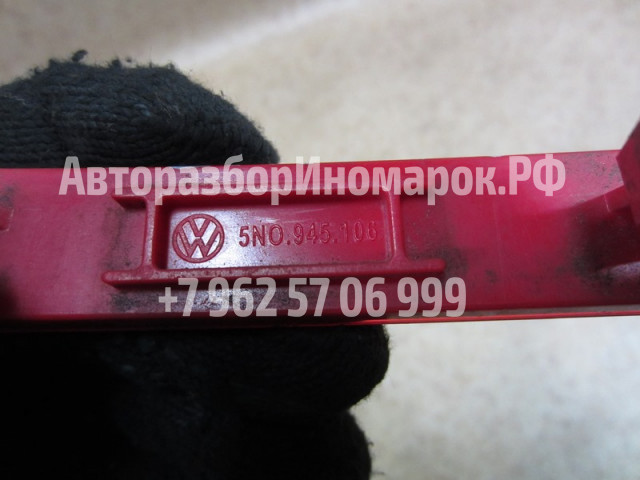 АвторазборИномарок.РФ
5N0.945.106
+7 962 57 06 999